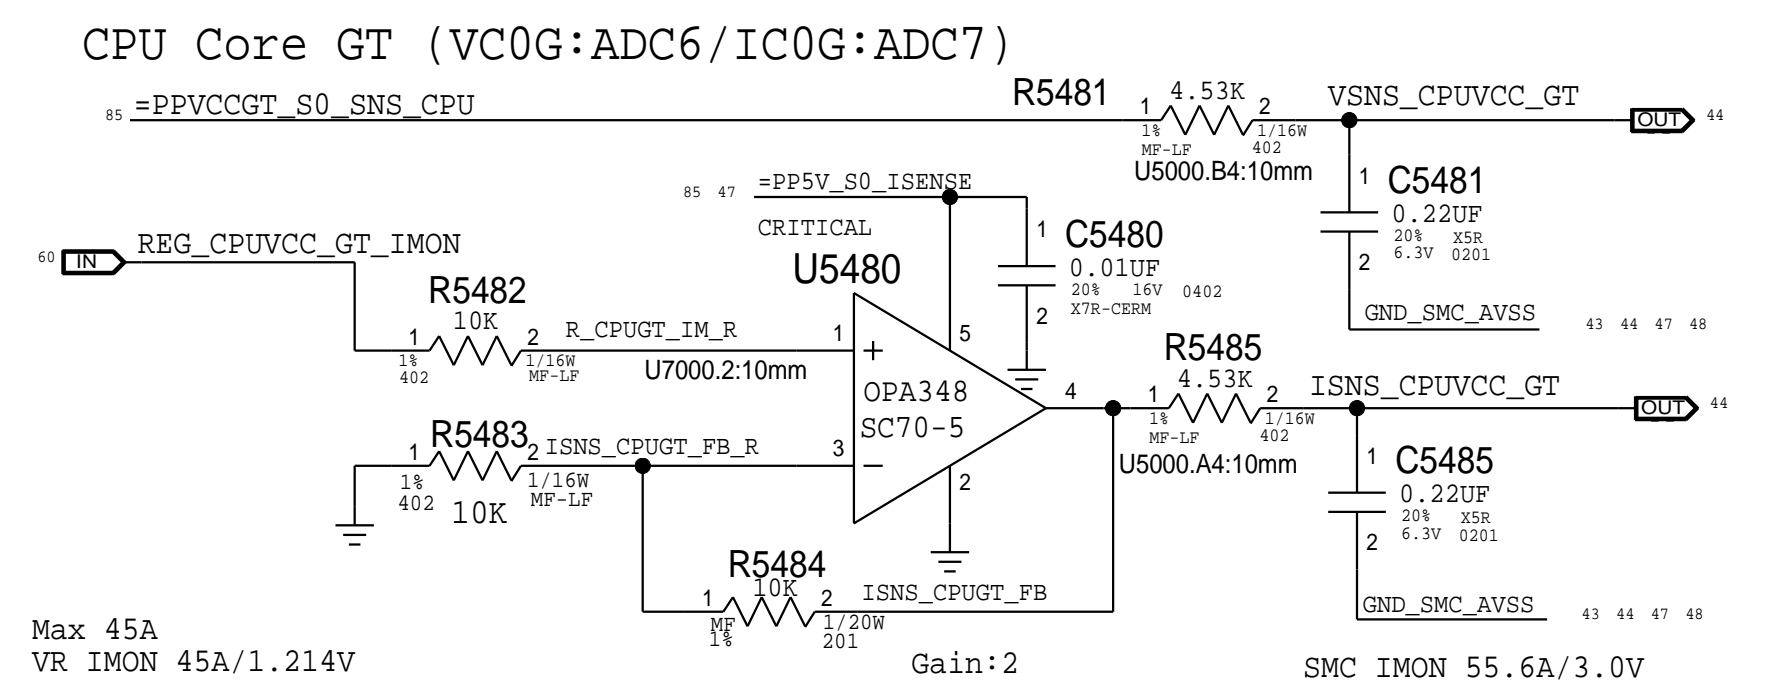 CPU Core GT (VC0G:ADC6/IC0G:ADC7)
85 =PPVCCGT_S0_SNS_CPU
R5481
1 4.53K 2
1% 1/16W
MF-LF 402
U5000.B4:10mm
VSNS_CPUVCC_GT
OUT 44
1 C5481
0.22UF
20% X5R
2 6.3V 0201
GND_SMC_AVSS
43 44 47 48
85 47 =PP5V_S0_ISENSE
CRITICAL
U5480
1 C5480
0.01UF
20% 16V 0402
2 X7R-CERM
60 IN REG_CPUVCC_GT_IMON
R5482
10K
1 2 R_CPUGT_IM_R
1% 1/16W
402 MF-LF
U7000.2:10mm
1 + 5
OPA348
SC70-5
3 - 2
4
R5483
1 2 ISNS_CPUGT_FB_R
1% 1/16W
402 MF-LF
10K
R5484
10K
1 2 ISNS_CPUGT_FB
MF 1/20W
1% 201
R5485
4.53K
1 2
1% 1/16W
MF-LF 402
U5000.A4:10mm
ISNS_CPUVCC_GT
OUT 44
1 C5485
0.22UF
20% X5R
2 6.3V 0201
GND_SMC_AVSS
43 44 47 48
Max 45A
VR IMON 45A/1.214V
Gain:2
SMC IMON 55.6A/3.0V